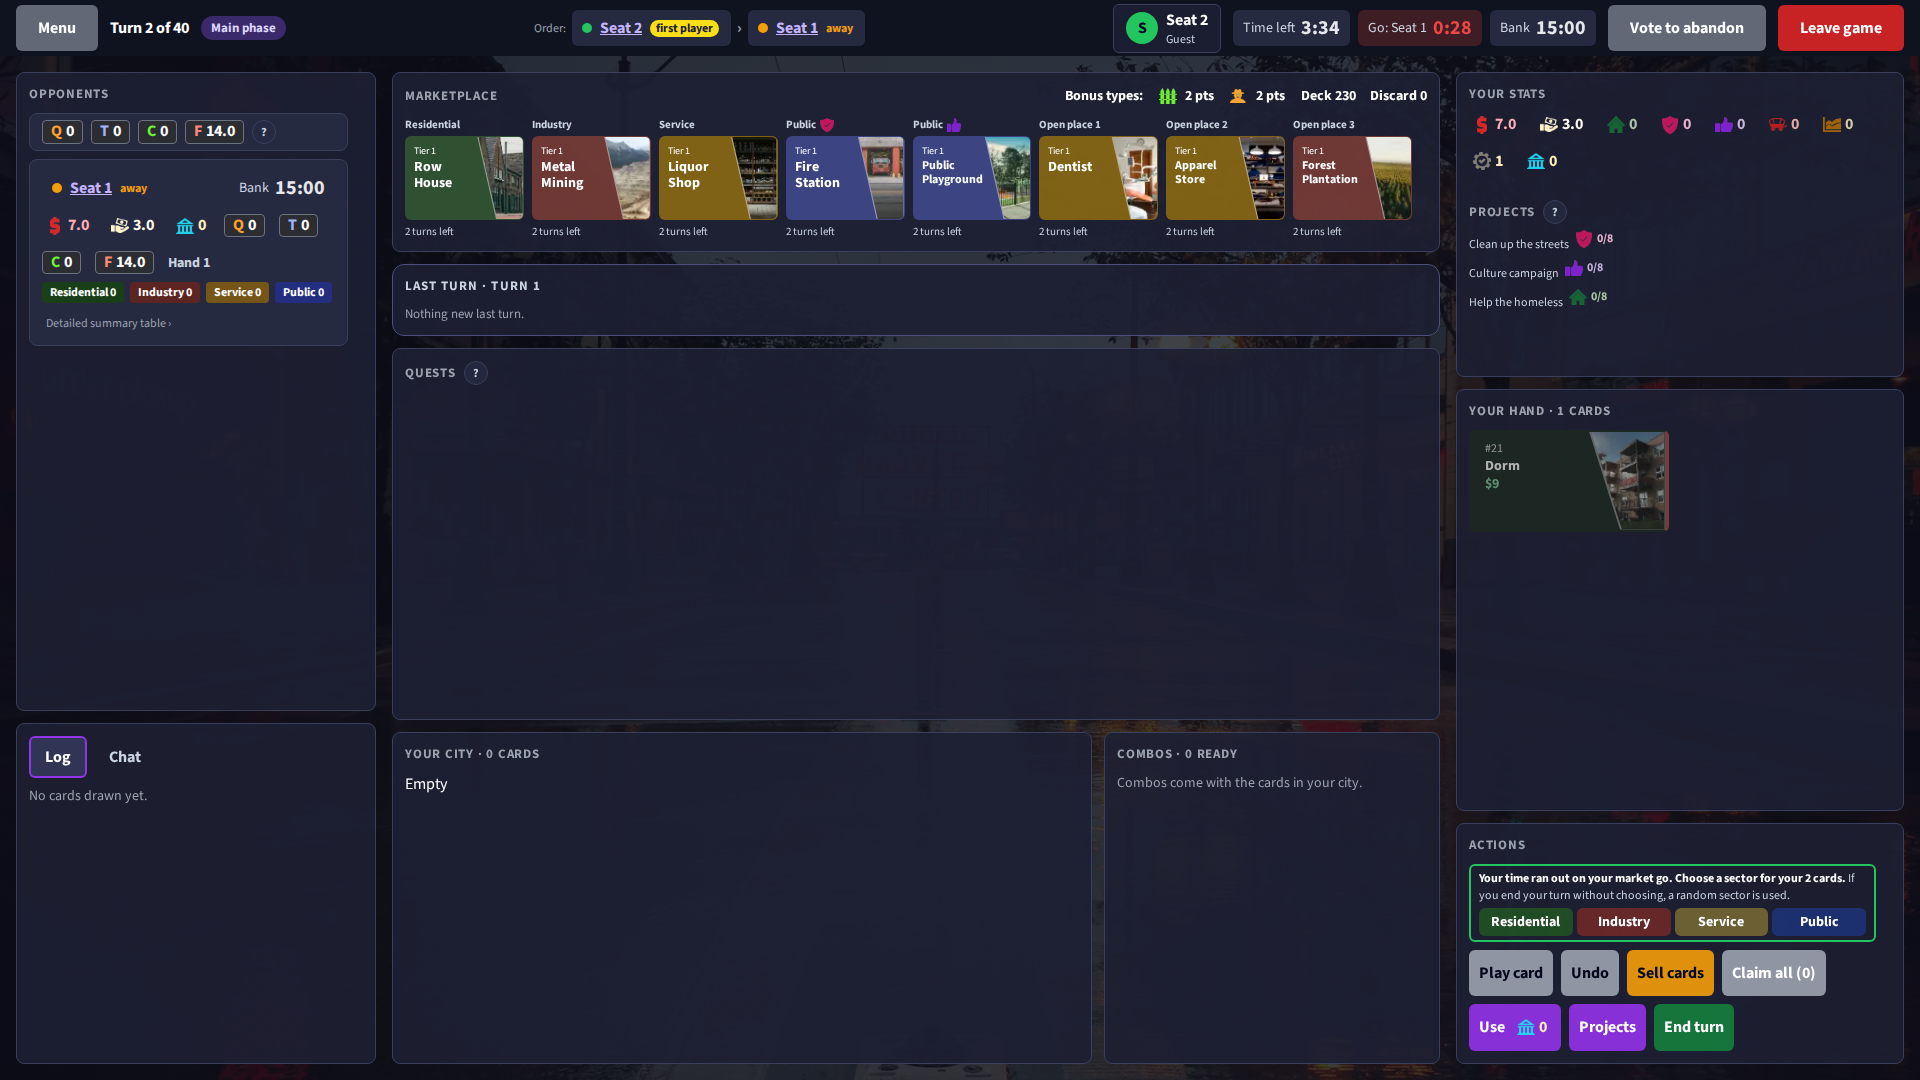 Menu
Turn 2 of 40
Main phase
Order:
Seat 2
first player
›
Seat 1
away
S
Seat 2
Guest
Time left 3:34
Go: Seat 1 0:28
Bank 15:00
Vote to abandon
Leave game
OPPONENTS
Q 0
T 0
C 0
F 14.0
?
Seat 1
away
Bank 15:00
7.0
3.0
0
Q 0
T 0
C 0
F 14.0
Hand 1
Residential 0
Industry 0
Service 0
Public 0
Detailed summary table ›
MARKETPLACE
Bonus types:
2 pts
2 pts
Deck 230
Discard 0
Residential
Tier 1
Row
House
2 turns left
Industry
Tier 1
Metal
Mining
2 turns left
Service
Tier 1
Liquor
Shop
2 turns left
Public
Tier 1
Fire
Station
2 turns left
Public
Tier 1
Public
Playground
2 turns left
Open place 1
Tier 1
Dentist
2 turns left
Open place 2
Tier 1
Apparel
Store
2 turns left
Open place 3
Tier 1
Forest
Plantation
2 turns left
LAST TURN · TURN 1
Nothing new last turn.
QUESTS
?
YOUR STATS
7.0
3.0
0
0
0
0
0
1
0
PROJECTS
?
Clean up the streets 0/8
Culture campaign 0/8
Help the homeless 0/8
YOUR HAND · 1 CARDS
#21
Dorm
$9
Log
Chat
No cards drawn yet.
YOUR CITY · 0 CARDS
Empty
COMBOS · 0 READY
Combos come with the cards in your city.
ACTIONS
Your time ran out on your market go. Choose a sector for your 2 cards. If
you end your turn without choosing, a random sector is used.
Residential
Industry
Service
Public
Play card
Undo
Sell cards
Claim all (0)
Use 0
Projects
End turn